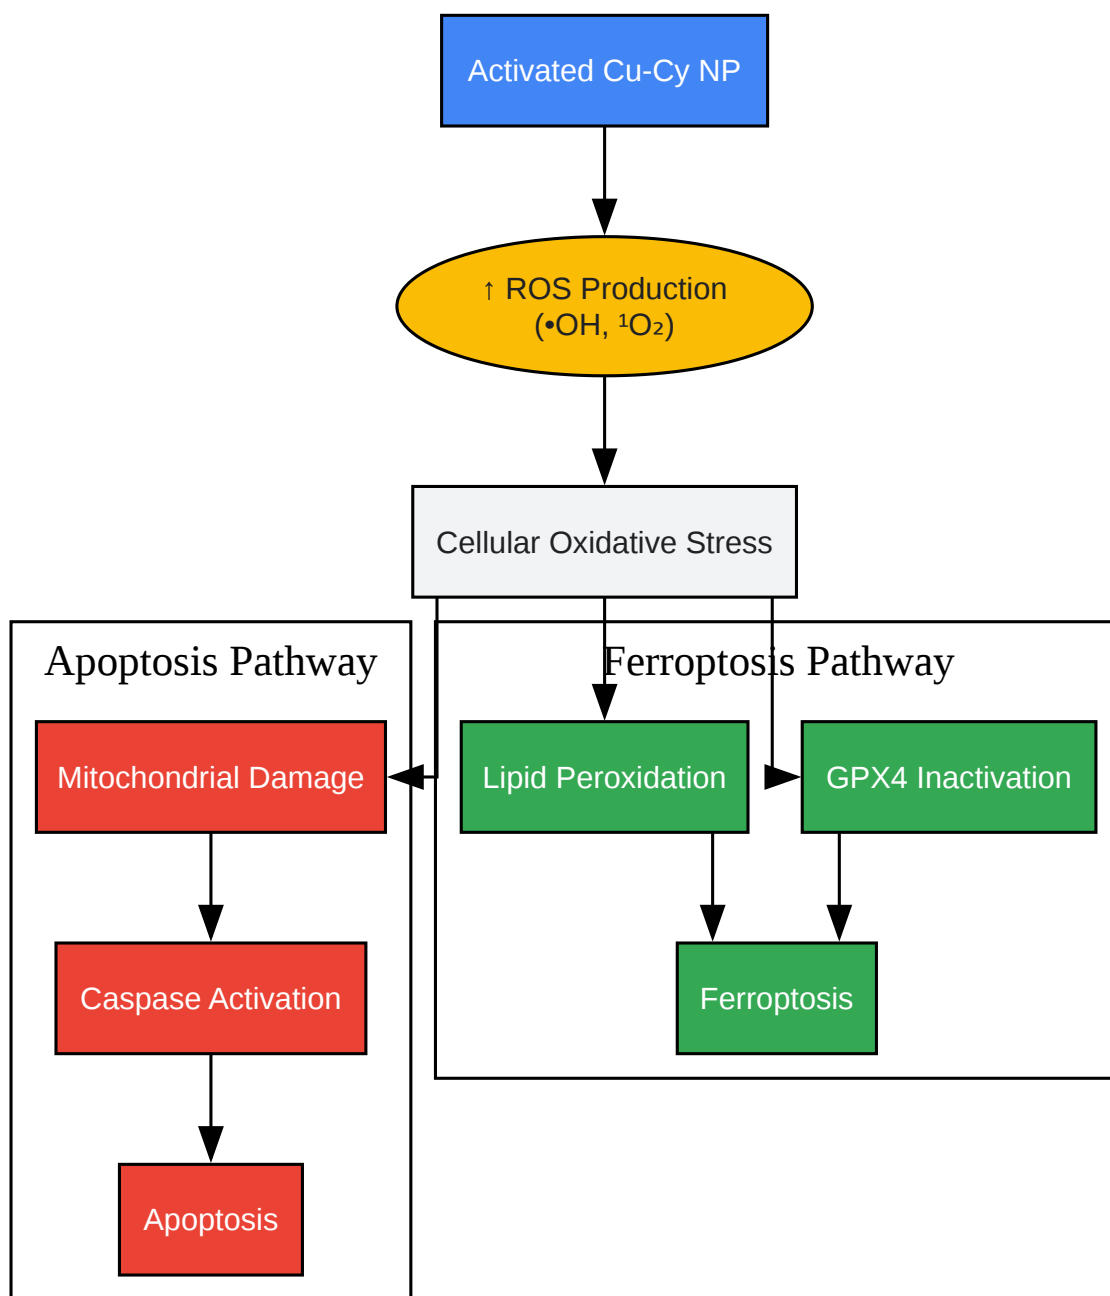 Activated Cu-Cy NP
↑ ROS Production
(•OH, ¹O₂)
Cellular Oxidative Stress
Apoptosis Pathway
Ferroptosis Pathway
Mitochondrial Damage
Lipid Peroxidation
GPX4 Inactivation
Caspase Activation
Ferroptosis
Apoptosis